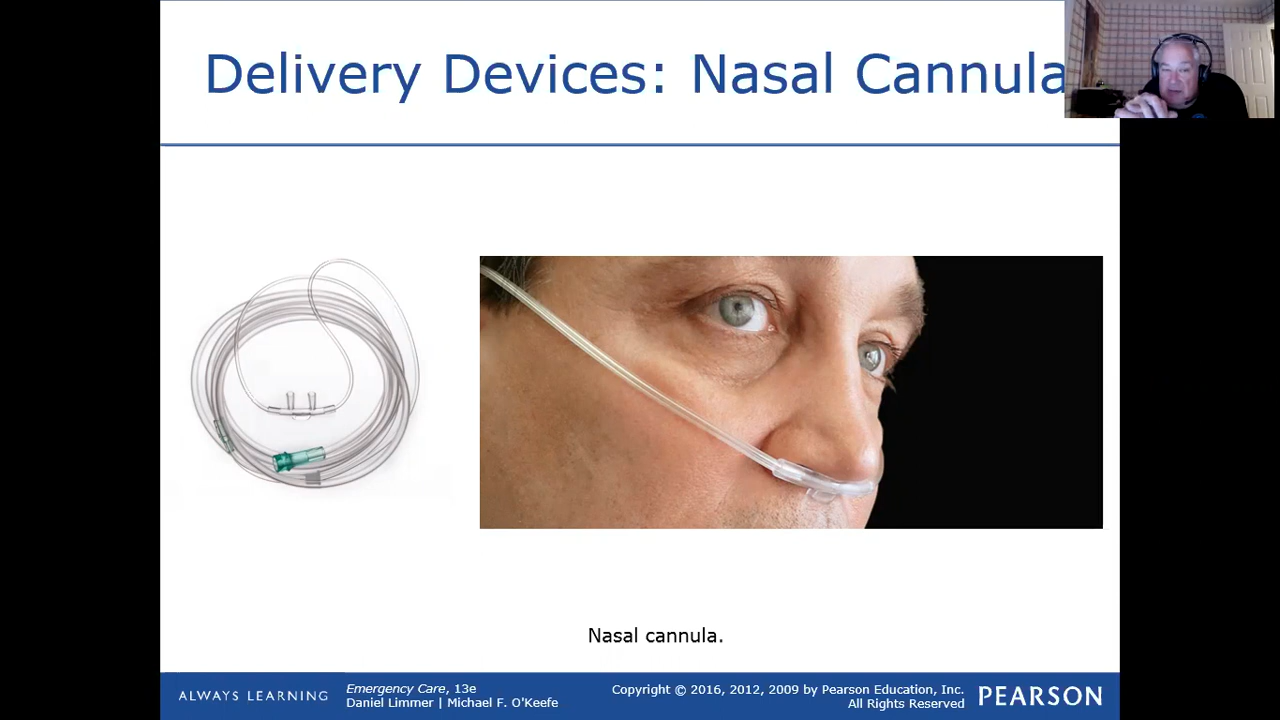 Delivery Devices: Nasal Cannula
Nasal cannula.
ALWAYS LEARNING
Emergency Care, 13e
Daniel Limmer | Michael F. O'Keefe
Copyright © 2016, 2012, 2009 by Pearson Education, Inc.
All Rights Reserved
PEARSON